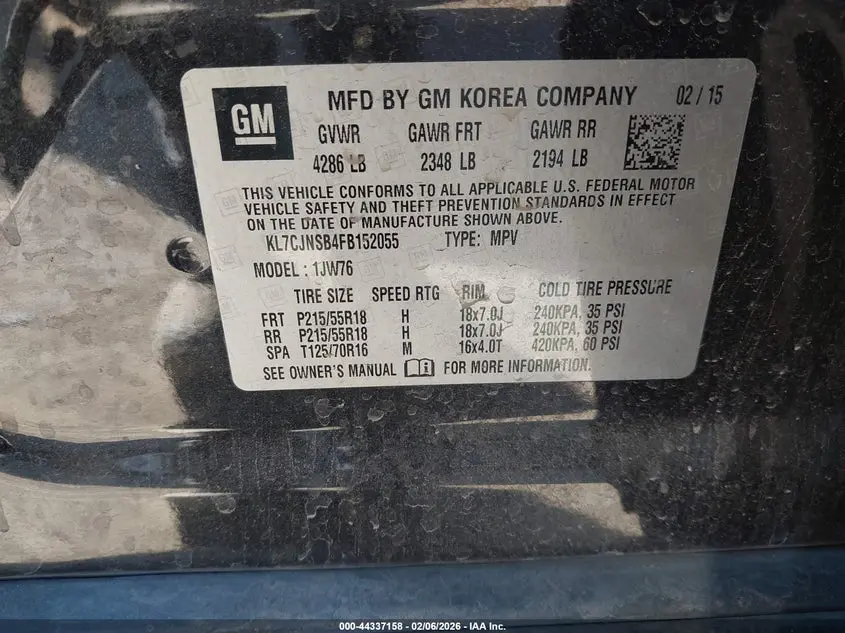 GM MFD BY GM KOREA COMPANY 02 / 15
GVWR GAWR FRT GAWR RR
4286 LB 2348 LB 2194 LB
THIS VEHICLE CONFORMS TO ALL APPLICABLE U.S. FEDERAL MOTOR
VEHICLE SAFETY AND THEFT PREVENTION STANDARDS IN EFFECT
ON THE DATE OF MANUFACTURE SHOWN ABOVE.
KL7CJNSB4FB152055 TYPE: MPV
MODEL : 1JW76
TIRE SIZE SPEED RTG RIM COLD TIRE PRESSURE
FRT P215/55R18 H 18x7.0J 240KPA, 35 PSI
RR P215/55R18 H 18x7.0J 240KPA, 35 PSI
SPA T125/70R16 M 16x4.0T 420KPA, 60 PSI
SEE OWNER'S MANUAL FOR MORE INFORMATION.
000-44337158 - 02/06/2026 - IAA Inc.